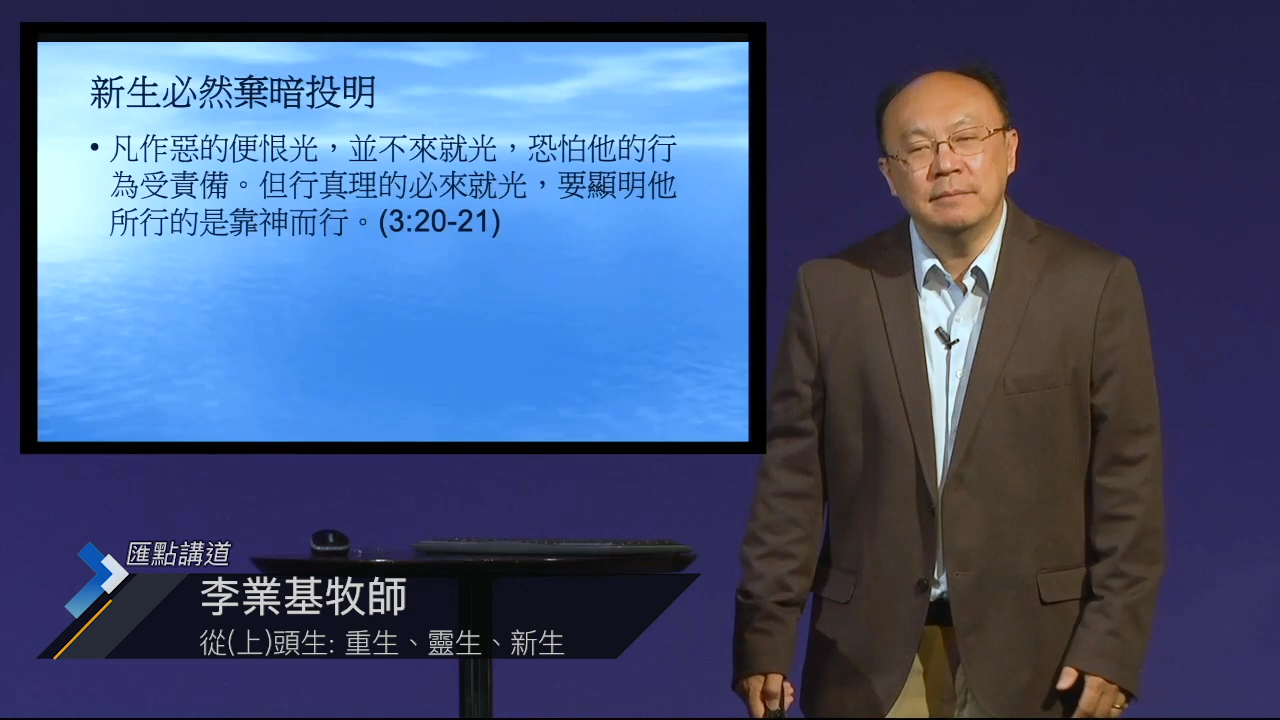 新生必然棄暗投明
• 凡作惡的便恨光，並不來就光，恐怕他的行
為受責備。但行真理的必來就光，要顯明他
所行的是靠神而行。(3:20-21)
匯點講道
李業基牧師
從(上)頭生: 重生、靈生、新生